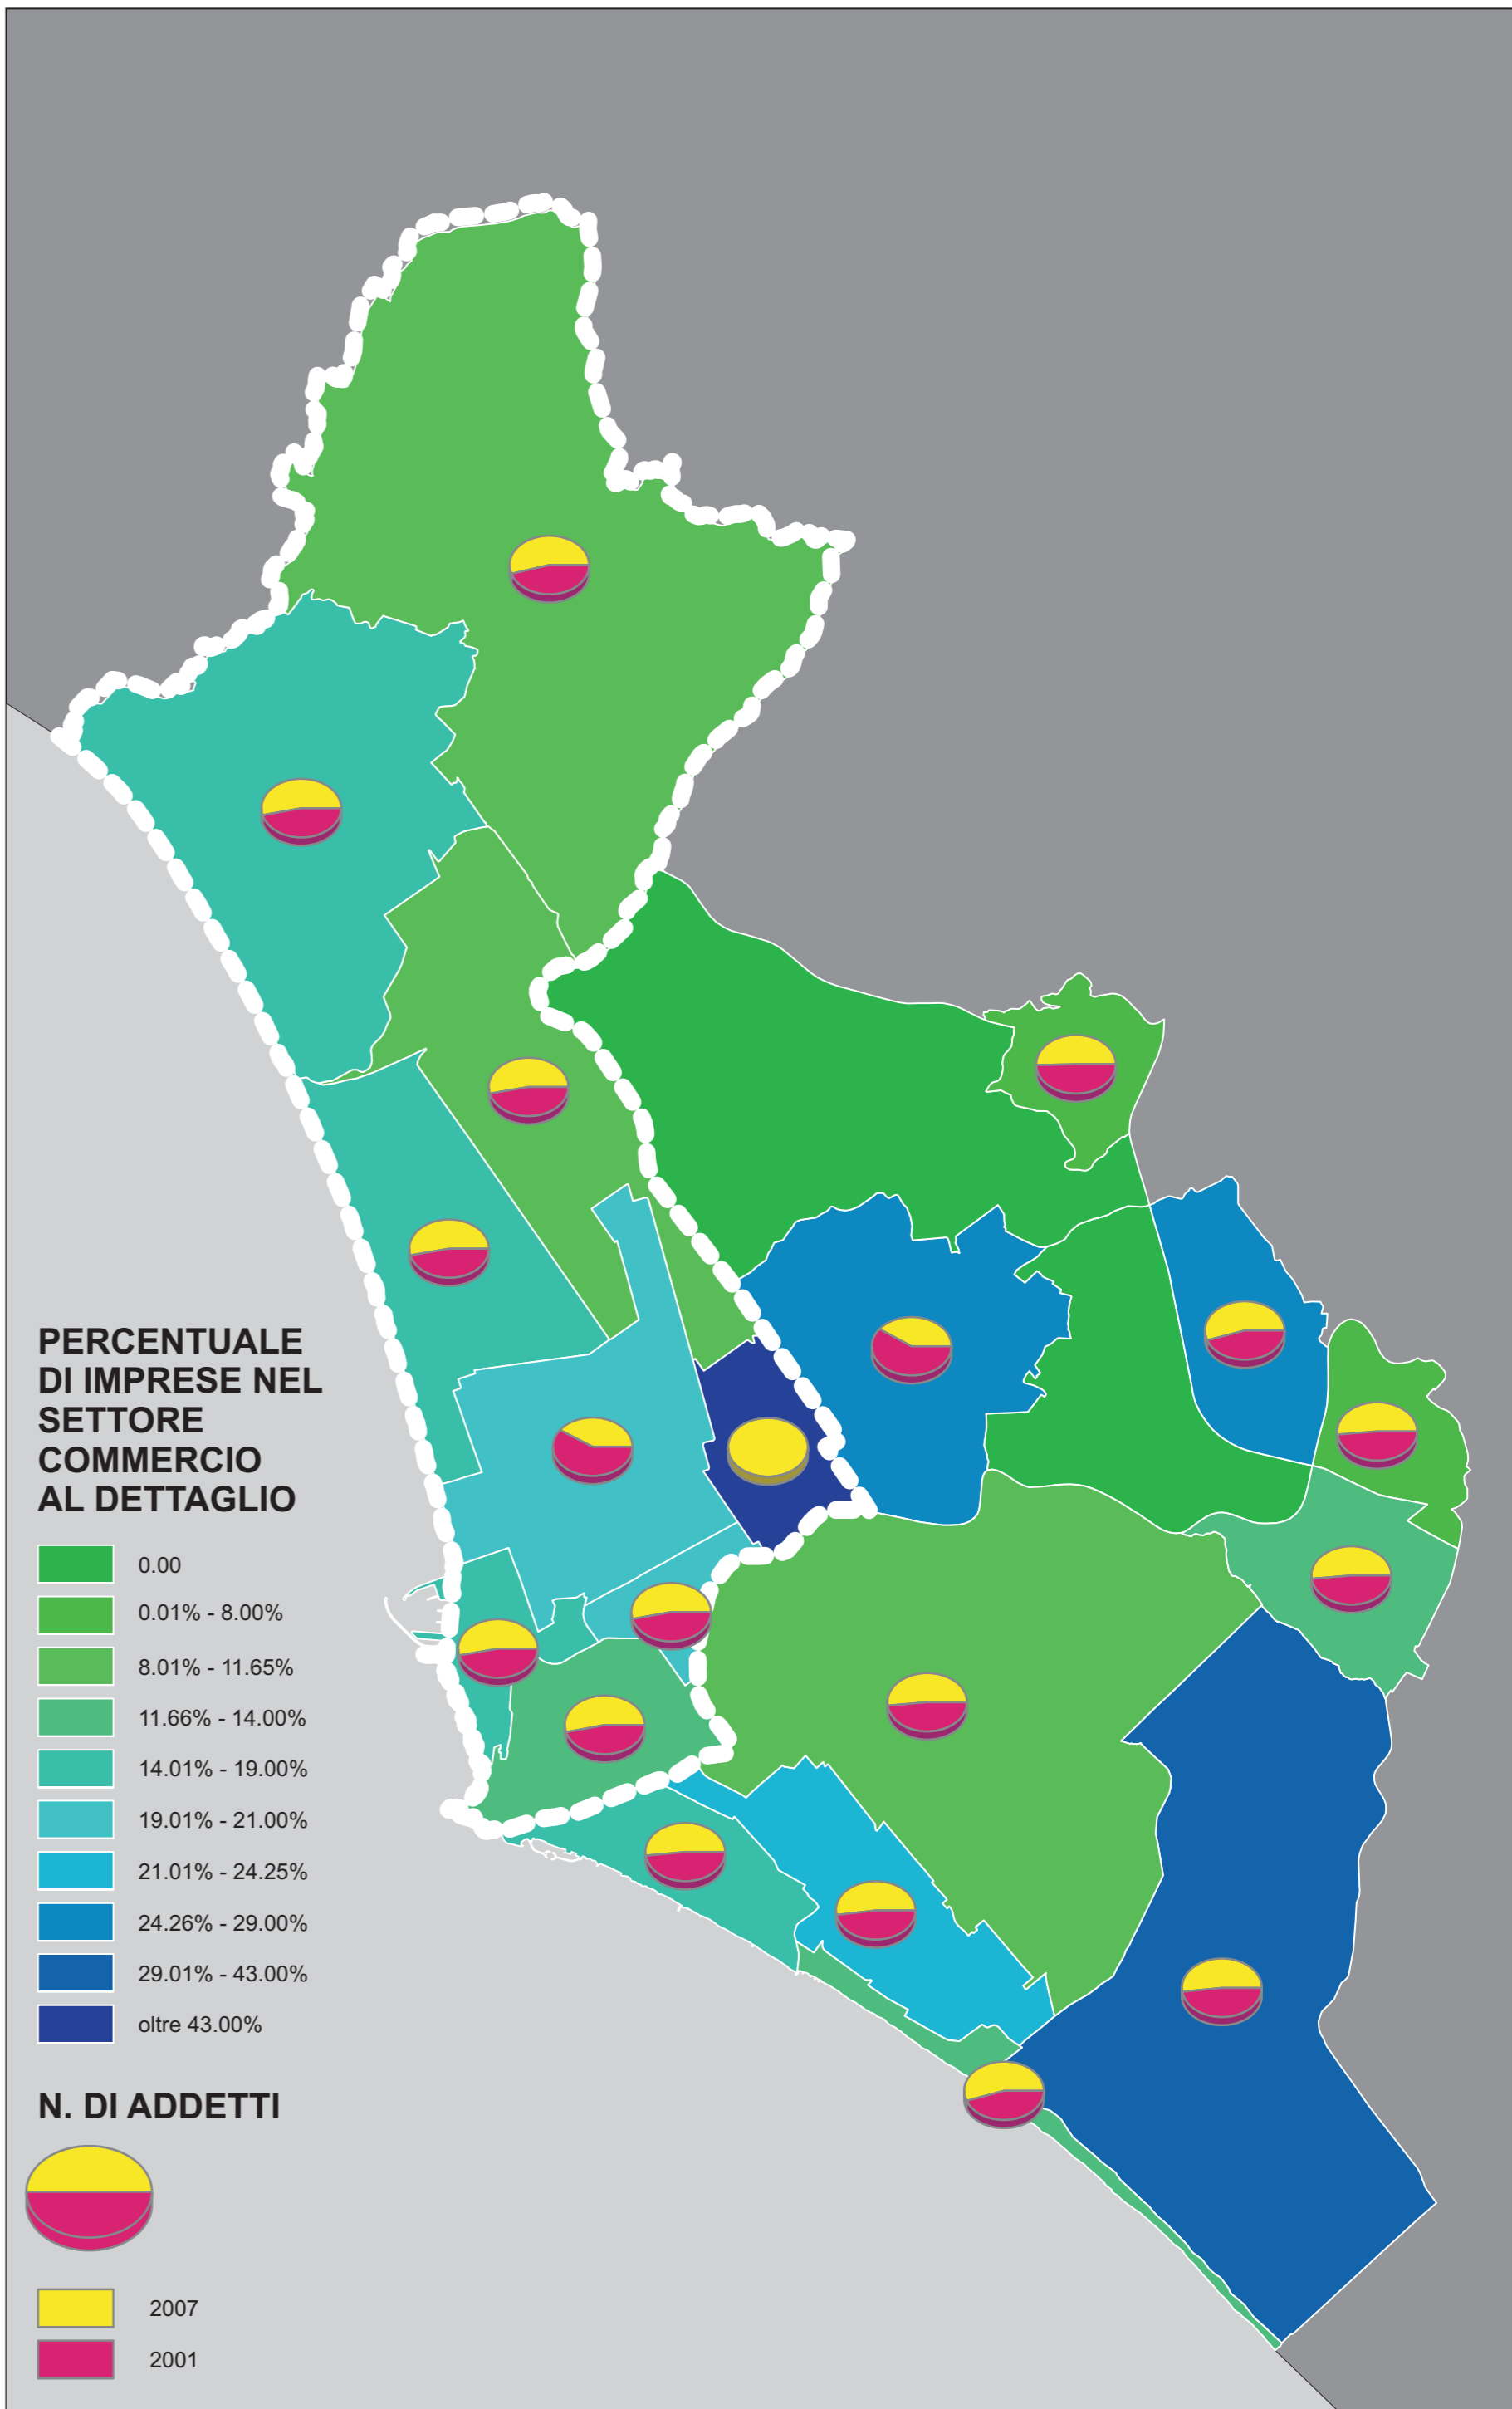 PERCENTUALE
DI IMPRESE NEL
SETTORE
COMMERCIO
AL DETTAGLIO
0.00
0.01% - 8.00%
8.01% - 11.65%
11.66% - 14.00%
14.01% - 19.00%
19.01% - 21.00%
21.01% - 24.25%
24.26% - 29.00%
29.01% - 43.00%
oltre 43.00%
N. DI ADDETTI
2007
2001